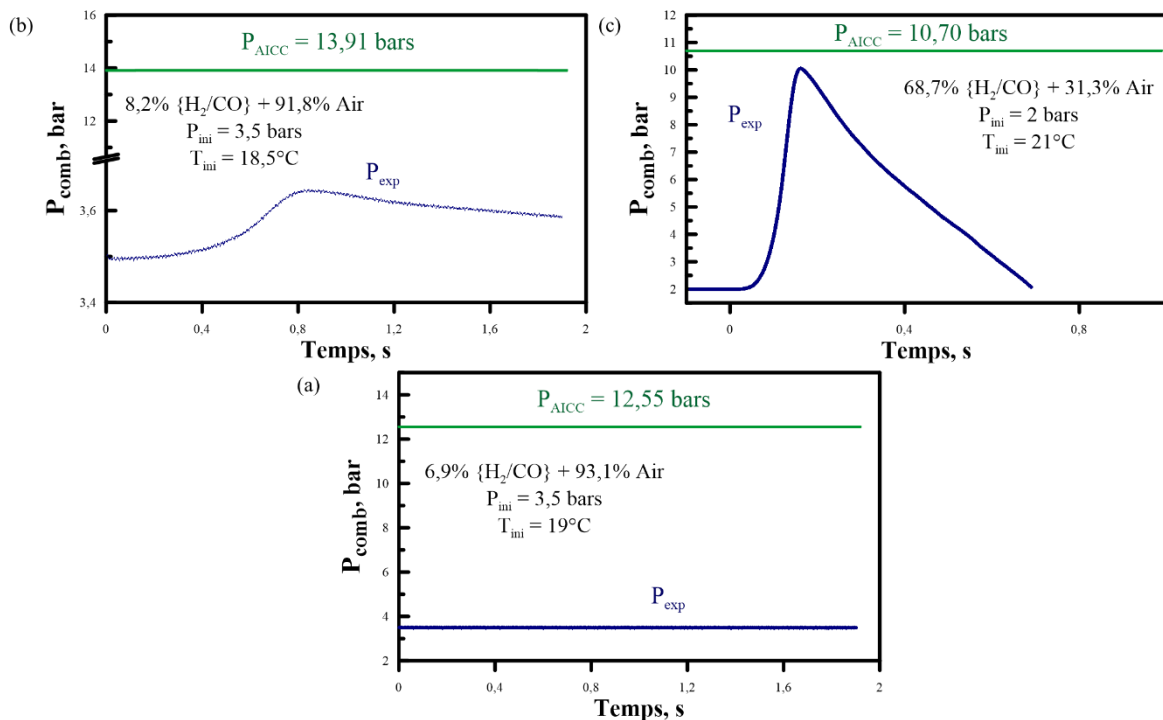 (b)
P_AICC = 13,91 bars
8,2% {H₂/CO} + 91,8% Air
P_ini = 3,5 bars
T_ini = 18,5°C
P_exp
P_comb, bar
16
14
12
3,6
3,4
0
0,4
0,8
1,2
1,6
2
Temps, s
(c)
P_AICC = 10,70 bars
68,7% {H₂/CO} + 31,3% Air
P_ini = 2 bars
T_ini = 21°C
P_exp
P_comb, bar
12
11
10
9
8
7
6
5
4
3
2
0
0,4
0,8
Temps, s
(a)
P_AICC = 12,55 bars
6,9% {H₂/CO} + 93,1% Air
P_ini = 3,5 bars
T_ini = 19°C
P_exp
P_comb, bar
14
12
10
8
6
4
2
0
0,4
0,8
1,2
1,6
2
Temps, s